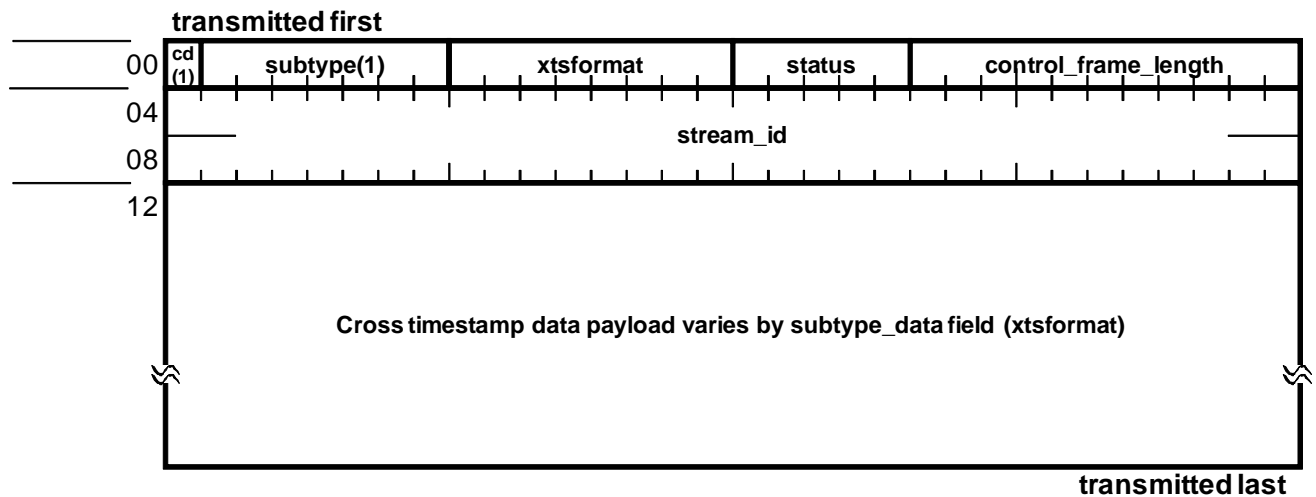 transmitted first
00 cd (1) subtype(1) xtsformat status control_frame_length
04
stream_id
08
12
Cross timestamp data payload varies by subtype_data field (xtsformat)
transmitted last